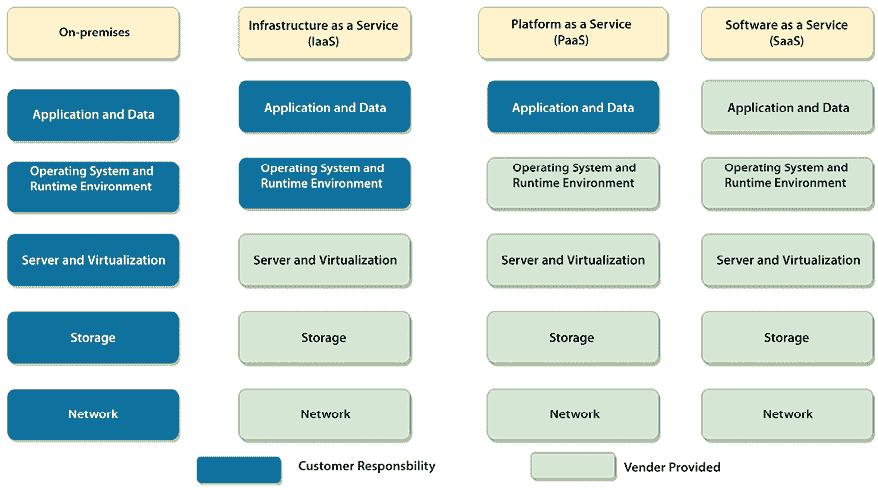 On-premises
Infrastructure as a Service
(IaaS)
Platform as a Service
(PaaS)
Software as a Service
(SaaS)
Application and Data
Application and Data
Application and Data
Application and Data
Operating System and
Runtime Environment
Operating System and
Runtime Environment
Operating System and
Runtime Environment
Operating System and
Runtime Environment
Server and Virtualization
Server and Virtualization
Server and Virtualization
Server and Virtualization
Storage
Storage
Storage
Storage
Network
Network
Network
Network
Customer Responsbility
Vender Provided